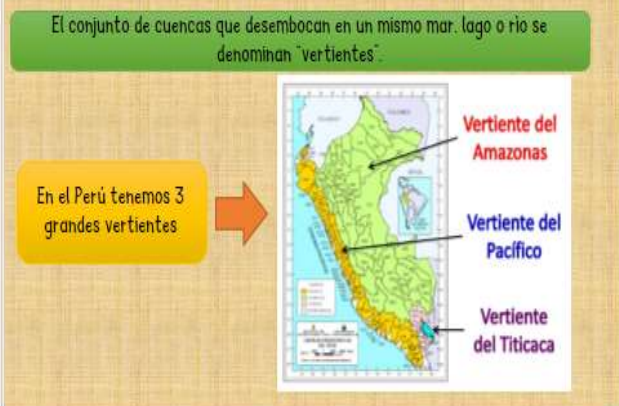 El conjunto de cuencas que desembocan en un mismo mar. lago o rio se
denominan "vertientes".
En el Perú tenemos 3
grandes vertientes
Vertiente del
Amazonas
Vertiente del
Pacífico
Vertiente
del Titicaca